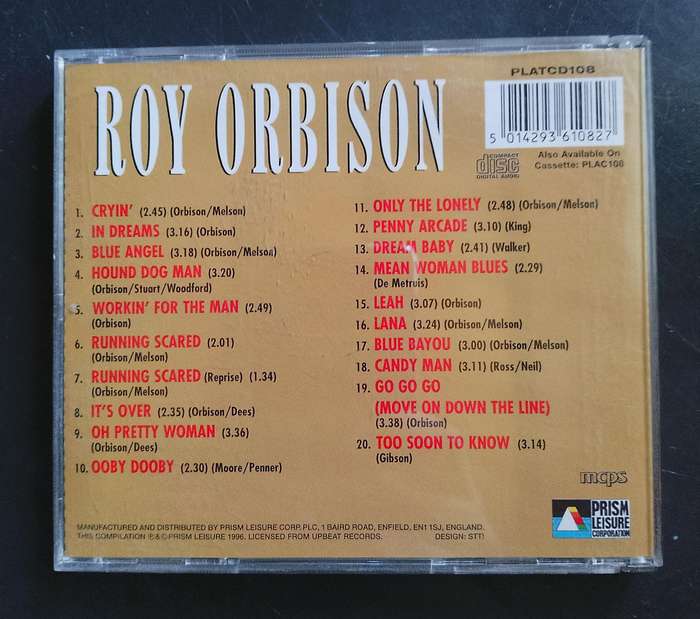 PLATCD108
ROY ORBISON
5 014293 610827
COMPACT
disc
DIGITAL AUDIO
Also Available On
Cassette: PLAC108
1. CRYIN' (2.45) (Orbison/Melson)
2. IN DREAMS (3.16) (Orbison)
3. BLUE ANGEL (3.18) (Orbison/Melson)
4. HOUND DOG MAN (3.20)
(Orbison/Stuart/Woodford)
5. WORKIN' FOR THE MAN (2.49)
(Orbison)
6. RUNNING SCARED (2.01)
(Orbison/Melson)
7. RUNNING SCARED (Reprise) (1.34)
(Orbison/Melson)
8. IT'S OVER (2.35) (Orbison/Dees)
9. OH PRETTY WOMAN (3.36)
(Orbison/Dees)
10. OOBY DOOBY (2.30) (Moore/Penner)
11. ONLY THE LONELY (2.48) (Orbison/Melson)
12. PENNY ARCADE (3.10) (King)
13. DREAM BABY (2.41) (Walker)
14. MEAN WOMAN BLUES (2.29)
(De Metruis)
15. LEAH (3.07) (Orbison)
16. LANA (3.24) (Orbison/Melson)
17. BLUE BAYOU (3.00) (Orbison/Melson)
18. CANDY MAN (3.11) (Ross/Neil)
19. GO GO GO
(MOVE ON DOWN THE LINE)
(3.38) (Orbison)
20. TOO SOON TO KNOW (3.14)
(Gibson)
mcps
MANUFACTURED AND DISTRIBUTED BY PRISM LEISURE CORP. PLC, 1 BAIRD ROAD, ENFIELD, EN1 1SJ, ENGLAND.
THIS COMPILATION ℗&© PRISM LEISURE 1996. LICENSED FROM UPBEAT RECORDS. DESIGN: STTI
PRISM
LEISURE
CORPORATION